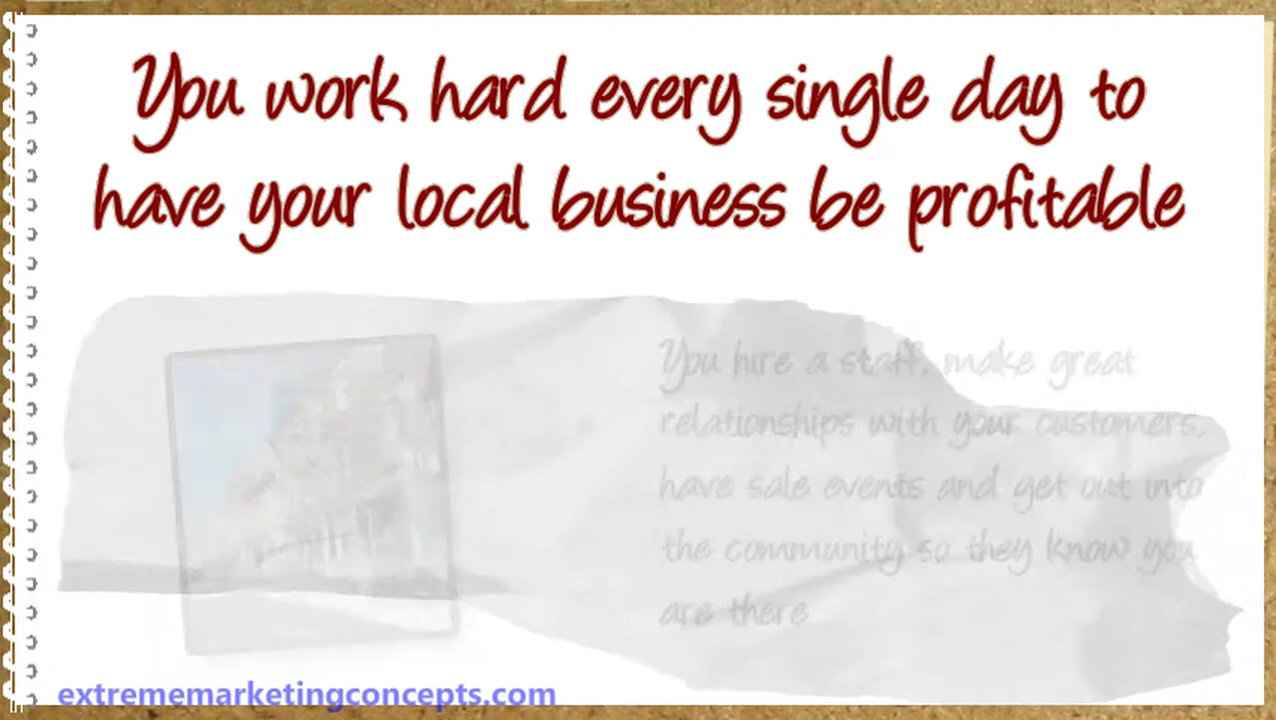 You work hard every single day to
have your local business be profitable
You hire a staff, make great
relationships with your customers,
have sale events and get out into
the community so they know you
are there
extrememarketingconcepts.com